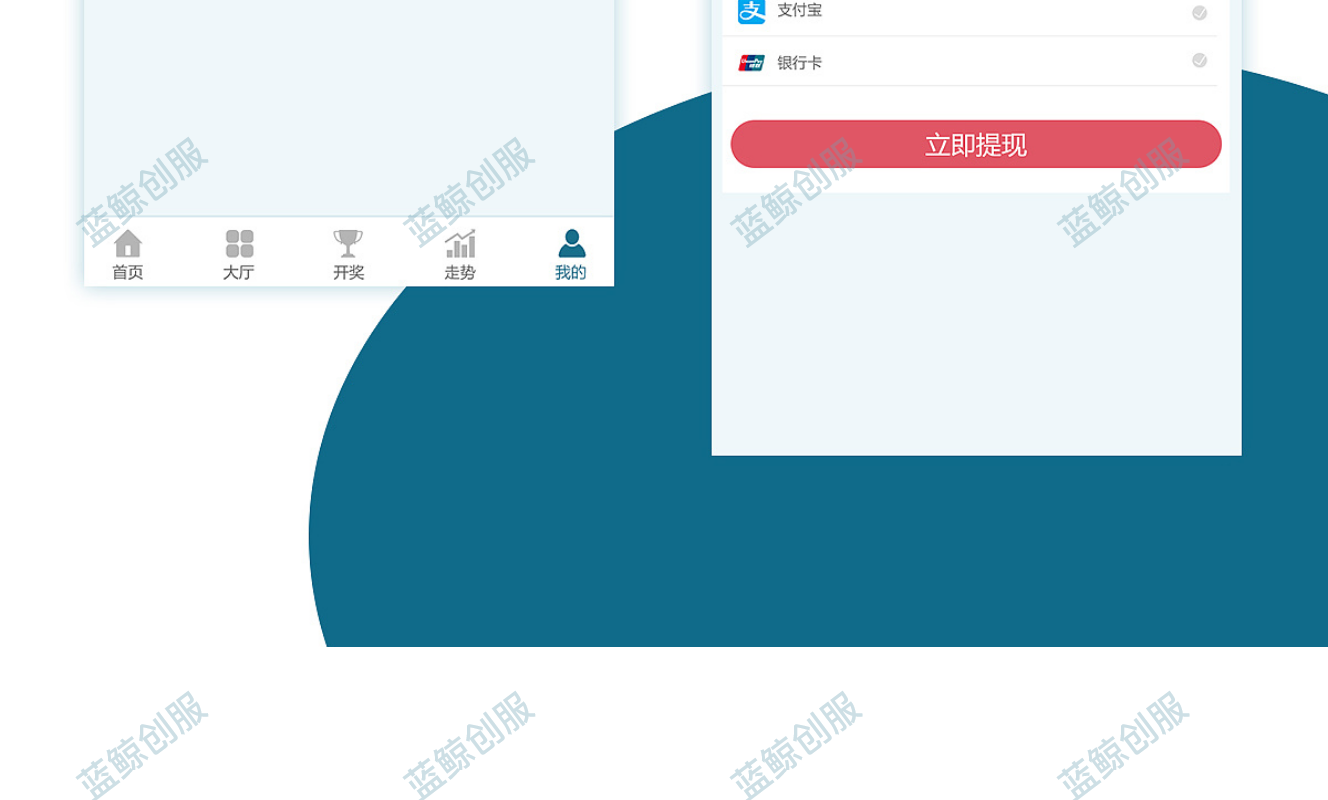 支付宝
银行卡
立即提现
首页 大厅 开奖 走势 我的
蓝鲸创服 蓝鲸创服 蓝鲸创服 蓝鲸创服
蓝鲸创服 蓝鲸创服 蓝鲸创服 蓝鲸创服